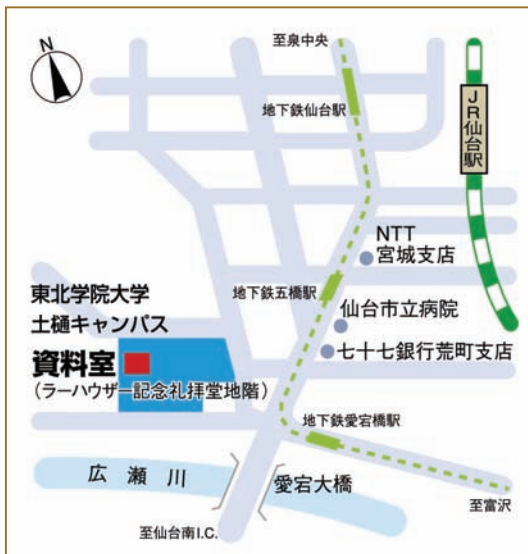 N
至泉中央
地下鉄仙台駅
JR仙台駅
NTT
宮城支店
地下鉄五橋駅
仙台市立病院
七十七銀行荒町支店
東北学院大学
土樋キャンパス
資料室
(ラーハウザー記念礼拝堂地階)
地下鉄愛宕橋駅
広瀬川
愛宕大橋
至富沢
至仙台南I.C.